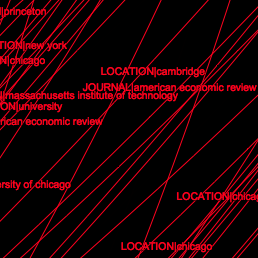 |princeton
TION|new york
N|chicago
LOCATION|cambridge
JOURNAL|american economic review
|massachusetts institute of technology
ON|university
rican economic review
rsity of chicago
LOCATION|chica
LOCATION|chicago